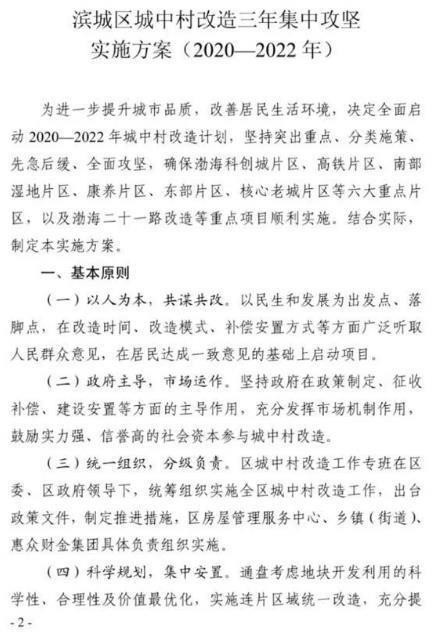 滨城区城中村改造三年集中攻坚
实施方案（2020—2022 年）
为进一步提升城市品质，改善居民生活环境，决定全面启
动 2020—2022 年城中村改造计划，坚持突出重点、分类施策、
先急后缓、全面攻坚，确保渤海科创城片区、高铁片区、南部
湿地片区、康养片区、东部片区、核心老城片区等六大重点片
区，以及渤海二十一路改造等重点项目顺利实施。结合实际，
制定本实施方案。
一、基本原则
（一）以人为本，共谋共改。以民生和发展为出发点、落
脚点，在改造时间、改造模式、补偿安置方式等方面广泛听取
人民群众意见，在居民达成一致意见的基础上启动项目。
（二）政府主导，市场运作。坚持政府在政策制定、征收
补偿、建设安置等方面的主导作用，充分发挥市场机制作用，
鼓励实力强、信誉高的社会资本参与城中村改造。
（三）统一组织，分级负责。区城中村改造工作专班在区
委、区政府领导下，统筹组织实施全区城中村改造工作，出台
政策文件，制定推进措施，区房屋管理服务中心、乡镇（街道）、
惠众财金集团具体负责组织实施。
（四）科学规划，集中安置。通盘考虑地块开发利用的科
学性、合理性及价值最优化，实施连片区域统一改造，充分提
- 2 -